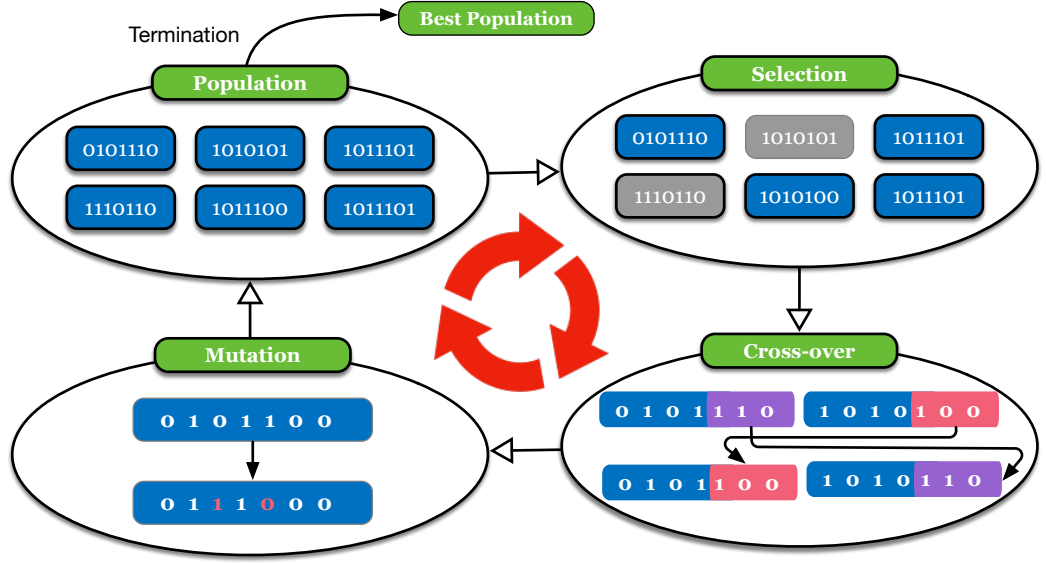 Best Population
Termination
Population
0101110 1010101 1011101
1110110 1011100 1011101
Selection
0101110 1010101 1011101
1110110 1010100 1011101
Cross-over
0 1 0 1 1 1 0 1 0 1 0 1 0 0
0 1 0 1 1 0 0 1 0 1 0 1 1 0
Mutation
0 1 0 1 1 0 0
0 1 1 1 0 0 0